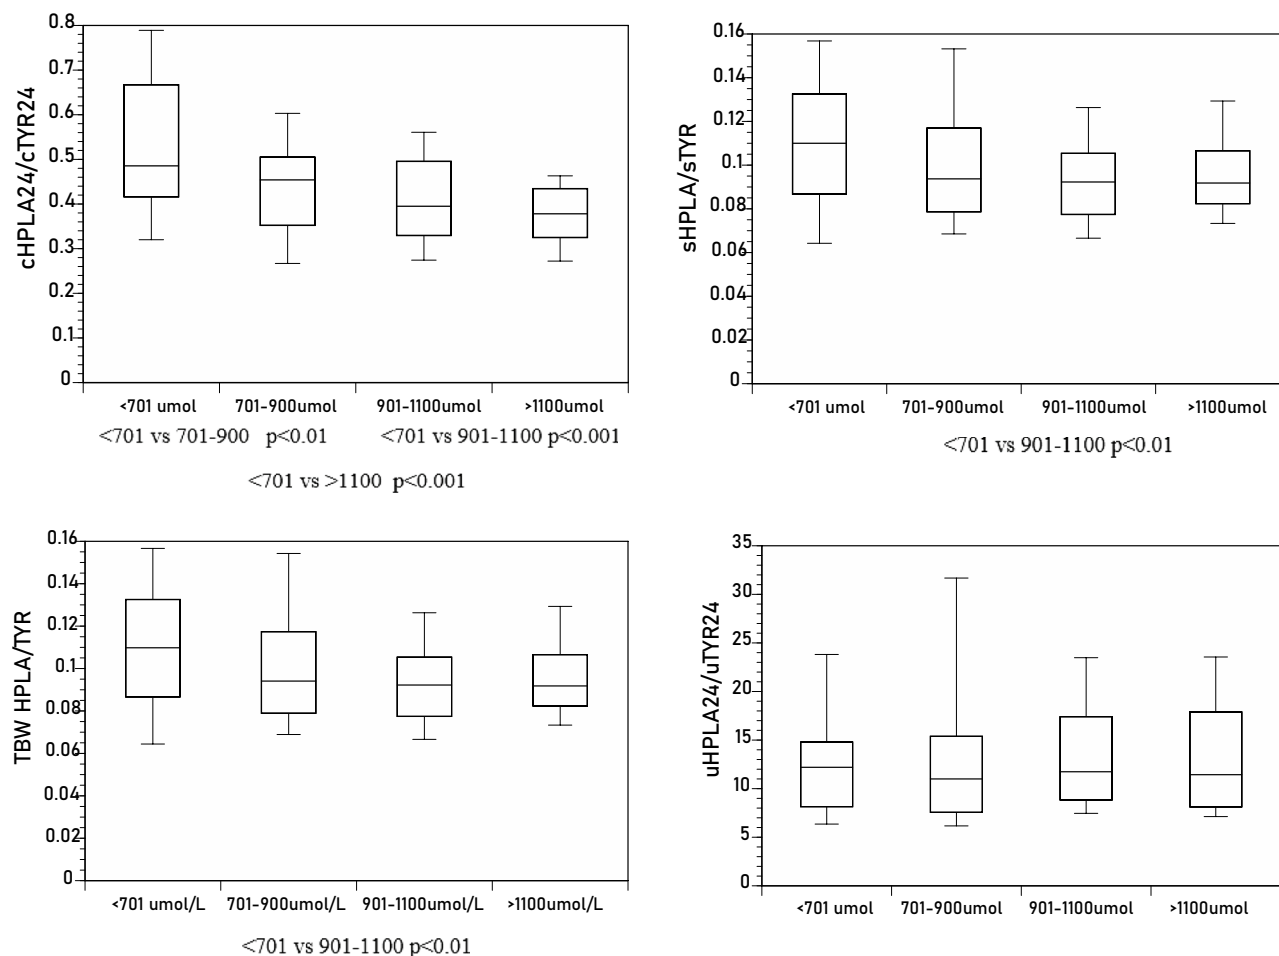 cHPLA24/cTYR24
0.8
0.7
0.6
0.5
0.4
0.3
0.2
0.1
0
<701 umol 701-900umol 901-1100umol >1100umol
<701 vs 701-900 p<0.01 <701 vs 901-1100 p<0.001
<701 vs >1100 p<0.001
sHPLA/sTYR
0.16
0.14
0.12
0.1
0.08
0.06
0.04
0.02
0
<701 umol 701-900umol 901-1100umol >1100umol
<701 vs 901-1100 p<0.01
TBW HPLA/TYR
0.16
0.14
0.12
0.1
0.08
0.06
0.04
0.02
0
<701 umol/L 701-900umol/L 901-1100umol/L >1100umol/L
<701 vs 901-1100 p<0.01
uHPLA24/uTYR24
35
30
25
20
15
10
5
0
<701 umol 701-900umol 901-1100umol >1100umol